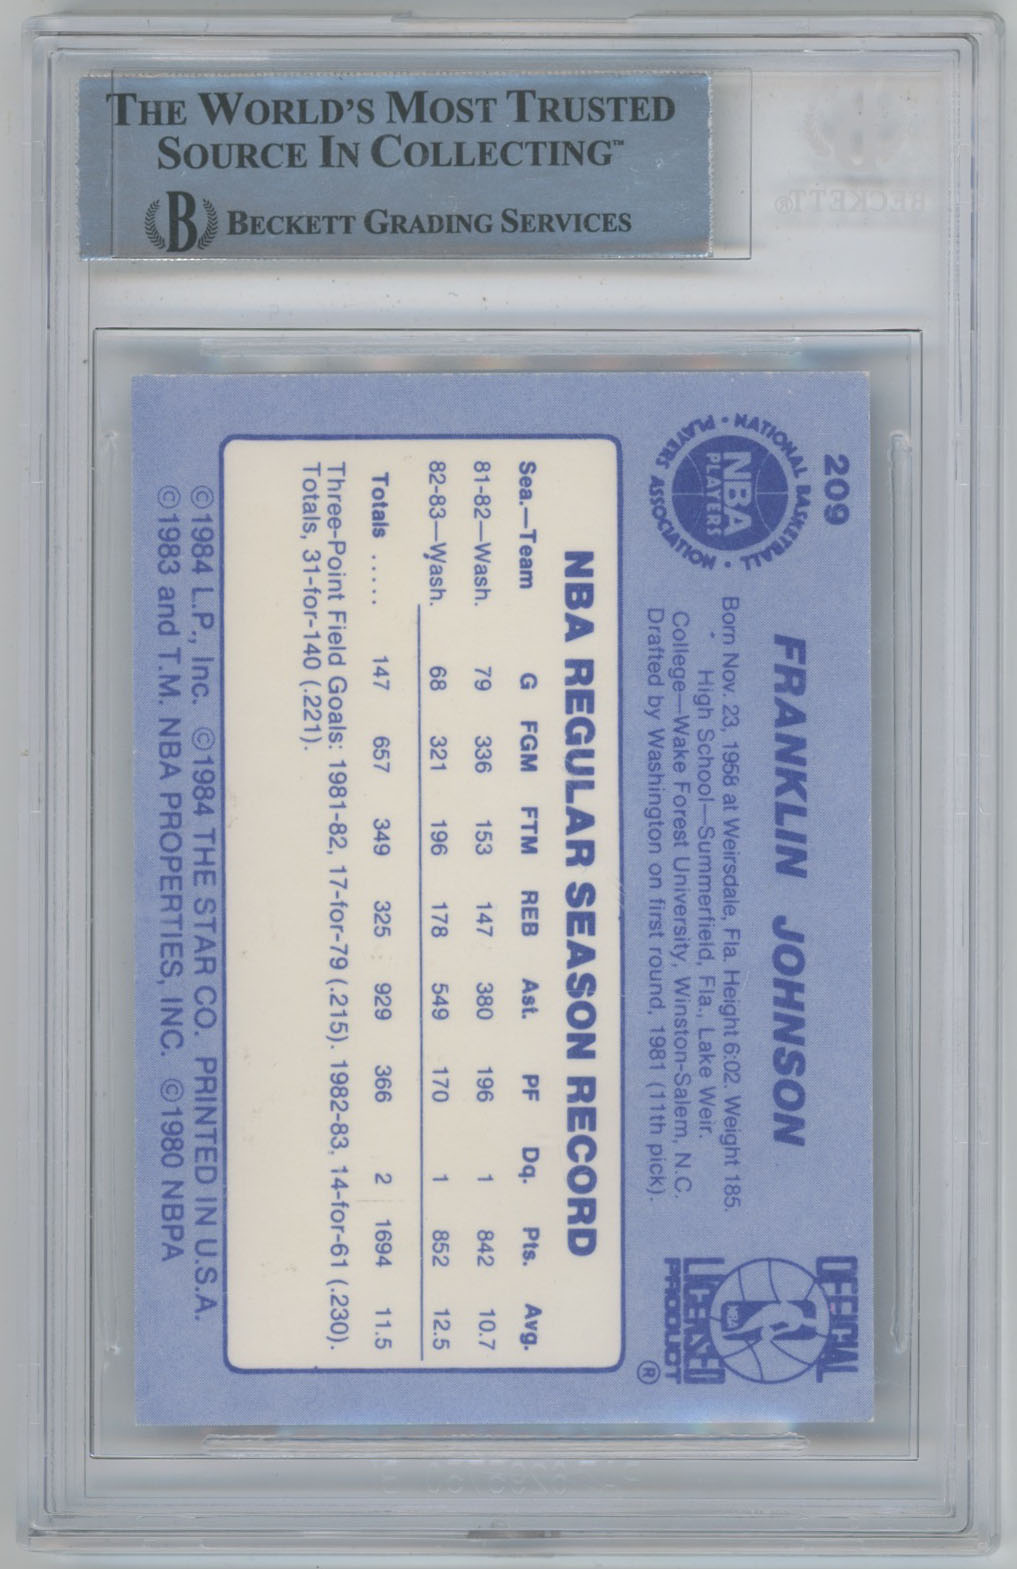 THE WORLD'S MOST TRUSTED
SOURCE IN COLLECTING™
B BECKETT GRADING SERVICES
BECKETT®
209
NATIONAL BASKETBALL
PLAYERS ASSOCIATION
NBA
PLAYERS
FRANKLIN JOHNSON
Born Nov. 23, 1958 at Weirsdale, Fla. Height 6:02. Weight 185.
High School—Summerfield, Fla., Lake Weir.
College—Wake Forest University, Winston-Salem, N.C.
Drafted by Washington on first round, 1981 (11th pick).
OFFICIAL
NBA
LICENSED
PRODUCT
®
NBA REGULAR SEASON RECORD
Sea.—Team G FGM FTM REB Ast. PF Dq. Pts. Avg.
81-82—Wash. 79 336 153 147 380 196 1 842 10.7
82-83—Wash. 68 321 196 178 549 170 1 852 12.5
Totals ..... 147 657 349 325 929 366 2 1694 11.5
Three-Point Field Goals: 1981-82, 17-for-79 (.215). 1982-83, 14-for-61 (.230).
Totals, 31-for-140 (.221).
©1984 L.P., Inc. ©1984 THE STAR CO. PRINTED IN U.S.A.
©1983 and T.M. NBA PROPERTIES, INC. ©1980 NBPA